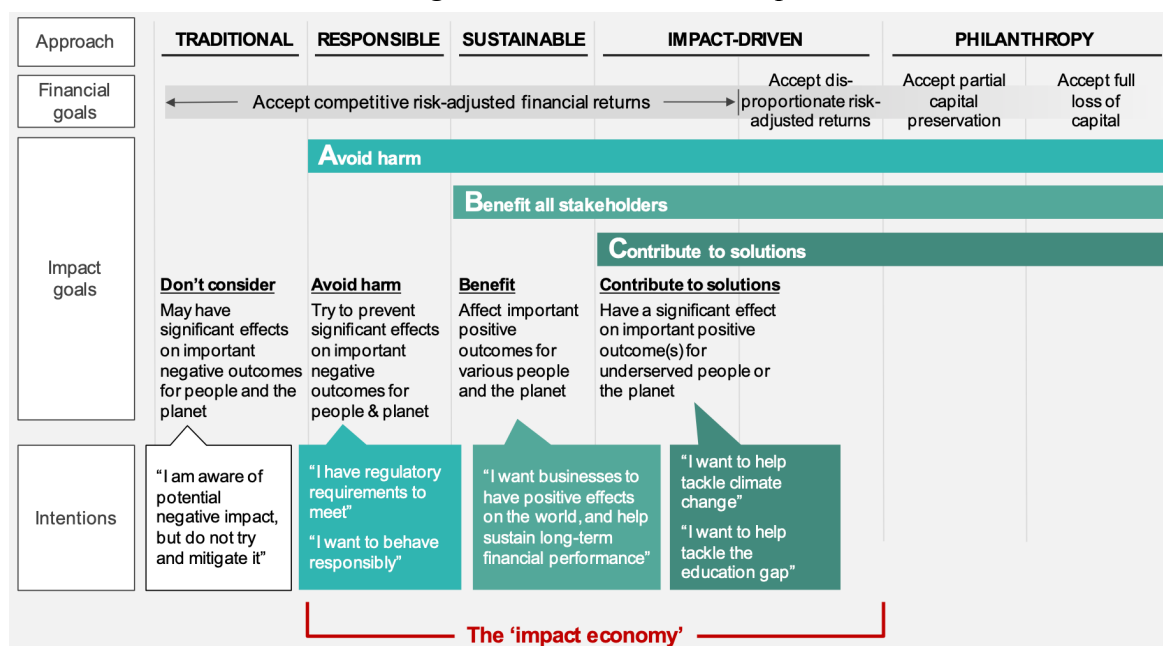 Approach
TRADITIONAL
RESPONSIBLE
SUSTAINABLE
IMPACT-DRIVEN
PHILANTHROPY
Financial
goals
Accept competitive risk-adjusted financial returns
Accept dis-
proportionate risk-
adjusted returns
Accept partial
capital
preservation
Accept full
loss of
capital
Impact
goals
Avoid harm
Benefit all stakeholders
Contribute to solutions
Don’t consider
May have
significant effects
on important
negative outcomes
for people and the
planet
Avoid harm
Try to prevent
significant effects
on important
negative
outcomes for
people & planet
Benefit
Affect important
positive
outcomes for
various people
and the planet
Contribute to solutions
Have a significant effect
on important positive
outcome(s) for
underserved people or
the planet
Intentions
“I am aware of
potential
negative impact,
but do not try
and mitigate it”
“I have regulatory
requirements to
meet”
“I want to behave
responsibly”
“I want businesses to
have positive effects
on the world, and help
sustain long-term
financial performance”
“I want to help
tackle climate
change”
“I want to help
tackle the
education gap”
The ‘impact economy’